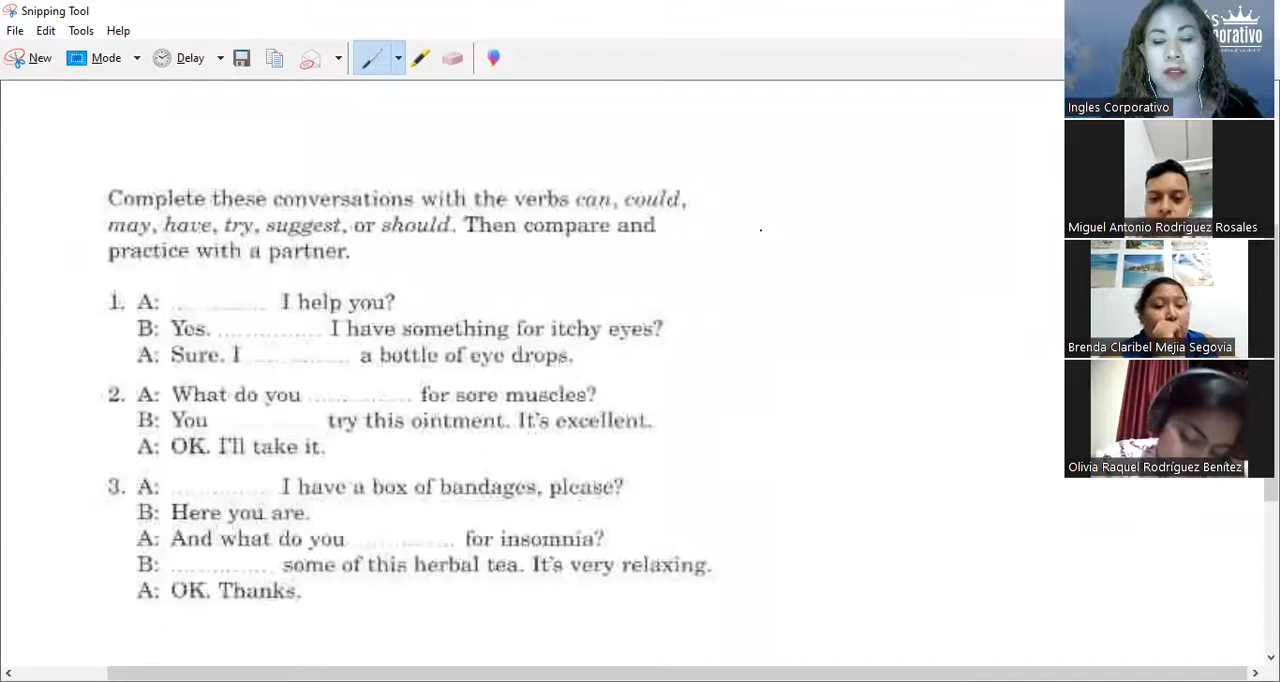 Snipping Tool
File Edit Tools Help
New Mode Delay
Complete these conversations with the verbs can, could,
may, have, try, suggest, or should. Then compare and
practice with a partner.
1. A: ............ I help you?
B: Yes. ............ I have something for itchy eyes?
A: Sure. I ............ a bottle of eye drops.
2. A: What do you ............ for sore muscles?
B: You ............ try this ointment. It's excellent.
A: OK. I'll take it.
3. A: ............ I have a box of bandages, please?
B: Here you are.
A: And what do you ............ for insomnia?
B: ............ some of this herbal tea. It's very relaxing.
A: OK. Thanks.
Ingles Corporativo
Miguel Antonio Rodriguez Rosales
Brenda Claribel Mejia Segovia
Olivia Raquel Rodríguez Benítez